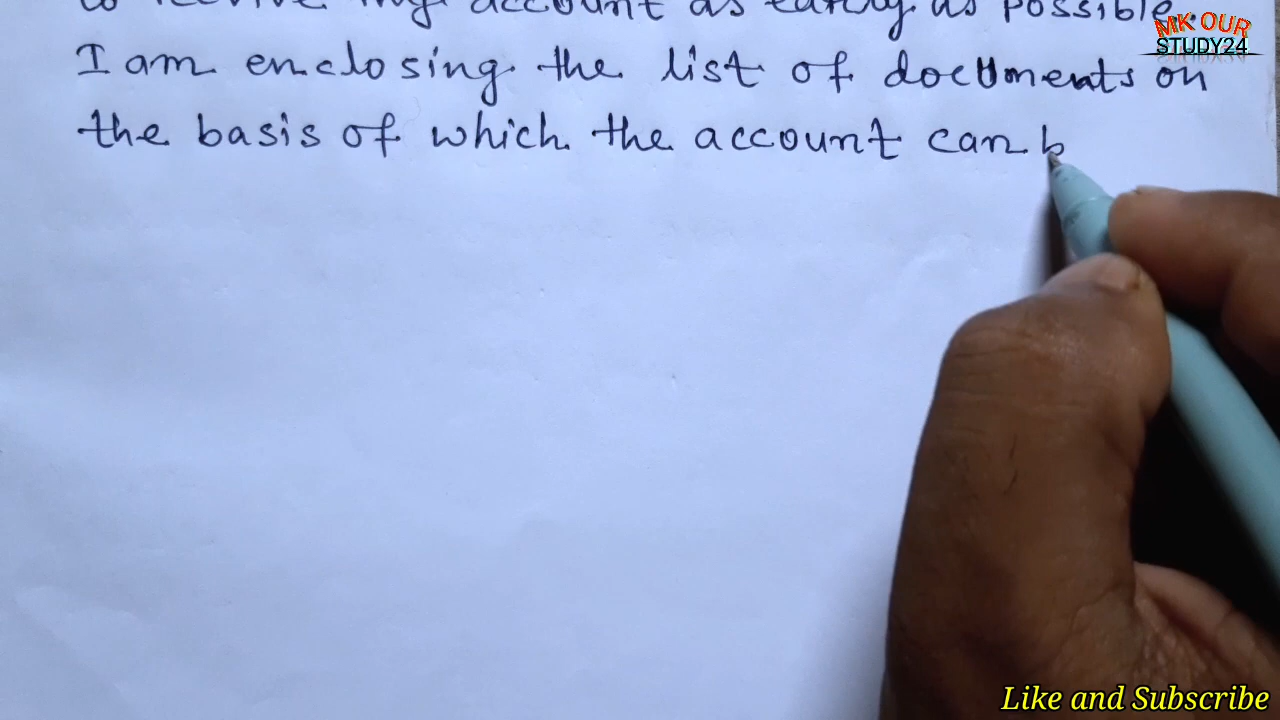 to revive my account as early as possible.
I am enclosing the list of documents on
the basis of which the account can b
MK OUR
STUDY24
Like and Subscribe